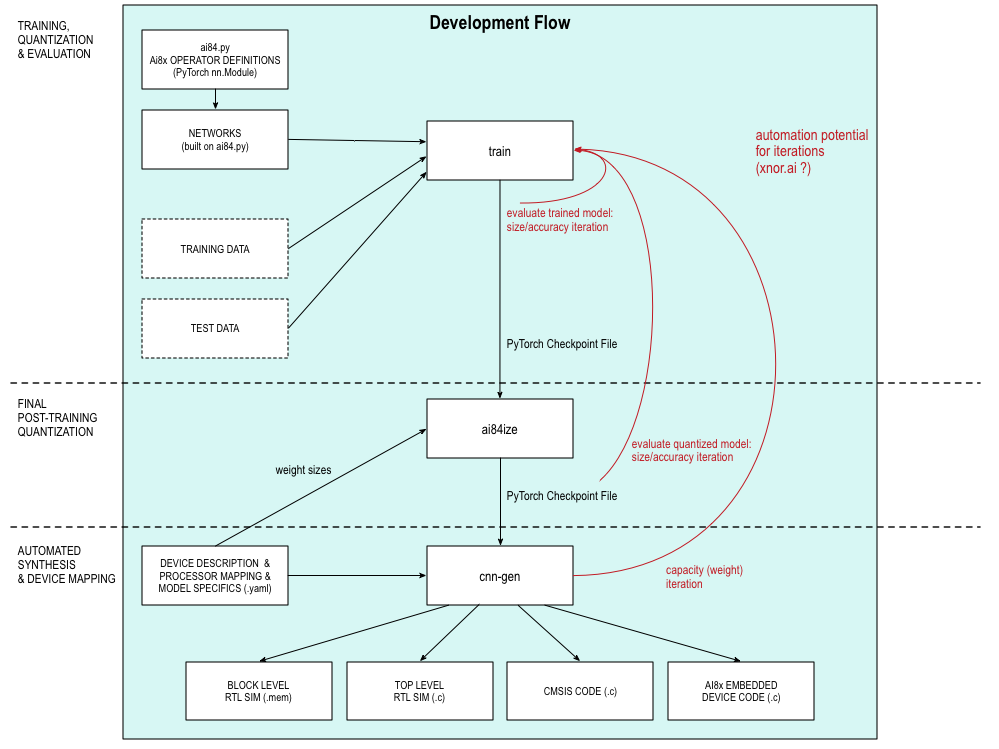 Development Flow
TRAINING,
QUANTIZATION
& EVALUATION
ai84.py
Ai8x OPERATOR DEFINITIONS
(PyTorch nn.Module)
NETWORKS
(built on ai84.py)
train
automation potential
for iterations
(xnor.ai ?)
evaluate trained model:
size/accuracy iteration
TRAINING DATA
TEST DATA
PyTorch Checkpoint File
FINAL
POST-TRAINING
QUANTIZATION
ai84ize
evaluate quantized model:
size/accuracy iteration
weight sizes
PyTorch Checkpoint File
AUTOMATED
SYNTHESIS
& DEVICE MAPPING
DEVICE DESCRIPTION &
PROCESSOR MAPPING &
MODEL SPECIFICS (.yaml)
cnn-gen
capacity (weight)
iteration
BLOCK LEVEL
RTL SIM (.mem)
TOP LEVEL
RTL SIM (.c)
CMSIS CODE (.c)
AI8X EMBEDDED
DEVICE CODE (.c)